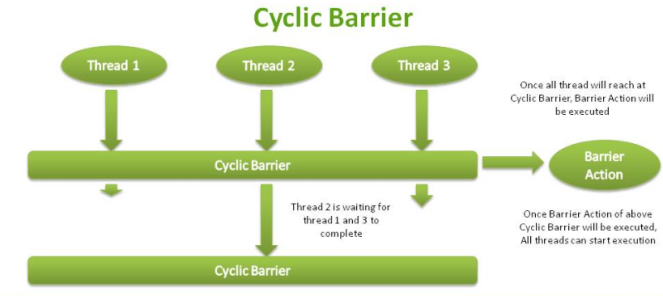 Cyclic Barrier
Thread 1
Thread 2
Thread 3
Once all thread will reach at
Cyclic Barrier, Barrier Action will
be executed
Cyclic Barrier
Barrier
Action
Thread 2 is waiting for
thread 1 and 3 to
complete
Once Barrier Action of above
Cyclic Barrier will be executed,
All threads can start execution
Cyclic Barrier